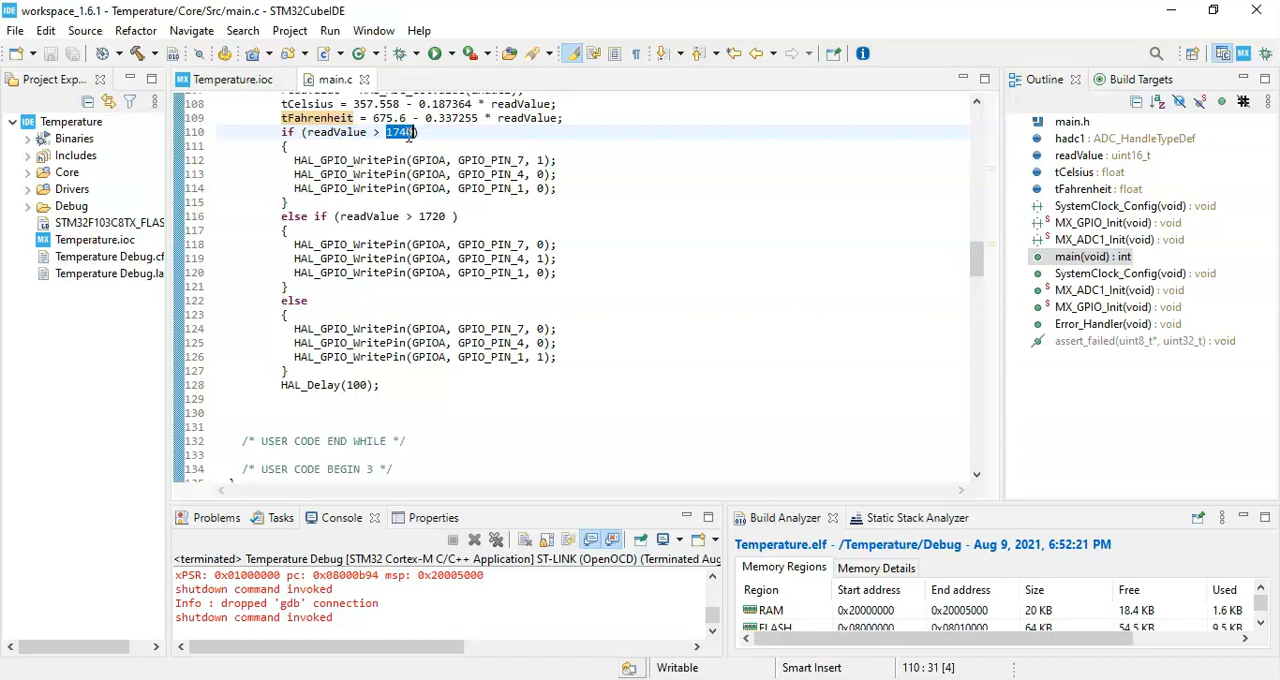 workspace_1.6.1 - Temperature/Core/Src/main.c - STM32CubeIDE
File Edit Source Refactor Navigate Search Project Run Window Help
Project Exp...
Temperature.ioc
main.c
Outline
Build Targets
Temperature
Binaries
Includes
Core
Drivers
Debug
STM32F103C8TX_FLAS
Temperature.ioc
Temperature Debug.cf
Temperature Debug.la
108 tCelsius = 357.558 - 0.187364 * readValue;
109 tFahrenheit = 675.6 - 0.337255 * readValue;
110 if (readValue > 1740)
111 {
112 HAL_GPIO_WritePin(GPIOA, GPIO_PIN_7, 1);
113 HAL_GPIO_WritePin(GPIOA, GPIO_PIN_4, 0);
114 HAL_GPIO_WritePin(GPIOA, GPIO_PIN_1, 0);
115 }
116 else if (readValue > 1720 )
117 {
118 HAL_GPIO_WritePin(GPIOA, GPIO_PIN_7, 0);
119 HAL_GPIO_WritePin(GPIOA, GPIO_PIN_4, 1);
120 HAL_GPIO_WritePin(GPIOA, GPIO_PIN_1, 0);
121 }
122 else
123 {
124 HAL_GPIO_WritePin(GPIOA, GPIO_PIN_7, 0);
125 HAL_GPIO_WritePin(GPIOA, GPIO_PIN_4, 0);
126 HAL_GPIO_WritePin(GPIOA, GPIO_PIN_1, 1);
127 }
128 HAL_Delay(100);
129
130
131
132 /* USER CODE END WHILE */
133
134 /* USER CODE BEGIN 3 */
main.h
hadc1 : ADC_HandleTypeDef
readValue : uint16_t
tCelsius : float
tFahrenheit : float
SystemClock_Config(void) : void
MX_GPIO_Init(void) : void
MX_ADC1_Init(void) : void
main(void) : int
SystemClock_Config(void) : void
MX_ADC1_Init(void) : void
MX_GPIO_Init(void) : void
Error_Handler(void) : void
assert_failed(uint8_t*, uint32_t) : void
Problems Tasks Console Properties
<terminated> Temperature Debug [STM32 Cortex-M C/C++ Application] ST-LINK (OpenOCD) (Terminated Aug
xPSR: 0x01000000 pc: 0x08000b94 msp: 0x20005000
shutdown command invoked
Info : dropped 'gdb' connection
shutdown command invoked
Build Analyzer
Static Stack Analyzer
Temperature.elf - /Temperature/Debug - Aug 9, 2021, 6:52:21 PM
Memory Regions Memory Details
Region Start address End address Size Free Used
RAM 0x20000000 0x20005000 20 KB 18.4 KB 1.6 KB
FLASH 0x08000000 0x08010000 64 KB 54.5 KB 9.5 KB
Writable Smart Insert 110 : 31 [4]